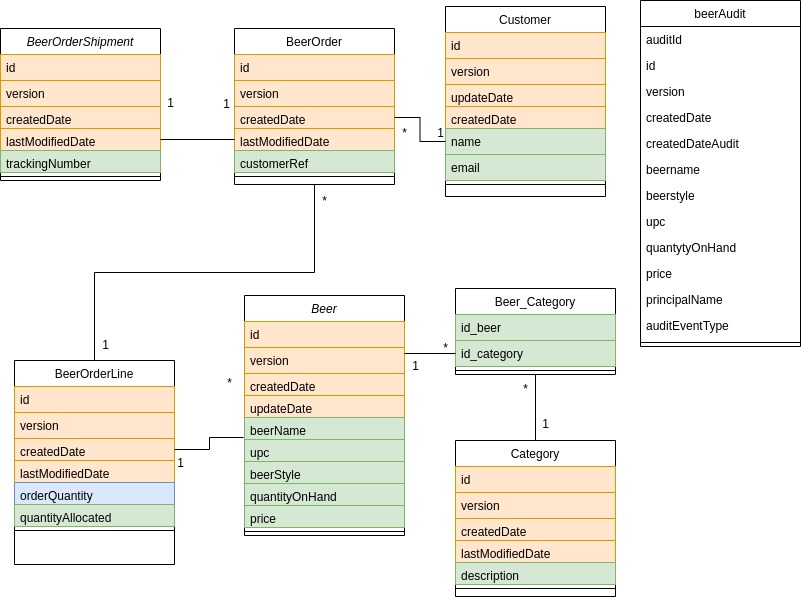 BeerOrderShipment
id
version
createdDate
lastModifiedDate
trackingNumber
1
1
BeerOrder
id
version
createdDate
lastModifiedDate
customerRef
*
1
Customer
id
version
updateDate
createdDate
name
email
beerAudit
auditId
id
version
createdDate
createdDateAudit
beername
beerstyle
upc
quantytyOnHand
price
principalName
auditEventType
*
1
BeerOrderLine
id
version
createdDate
lastModifiedDate
orderQuantity
quantityAllocated
*
1
Beer
id
version
createdDate
updateDate
beerName
upc
beerStyle
quantityOnHand
price
*
1
Beer_Category
id_beer
id_category
*
1
Category
id
version
createdDate
lastModifiedDate
description